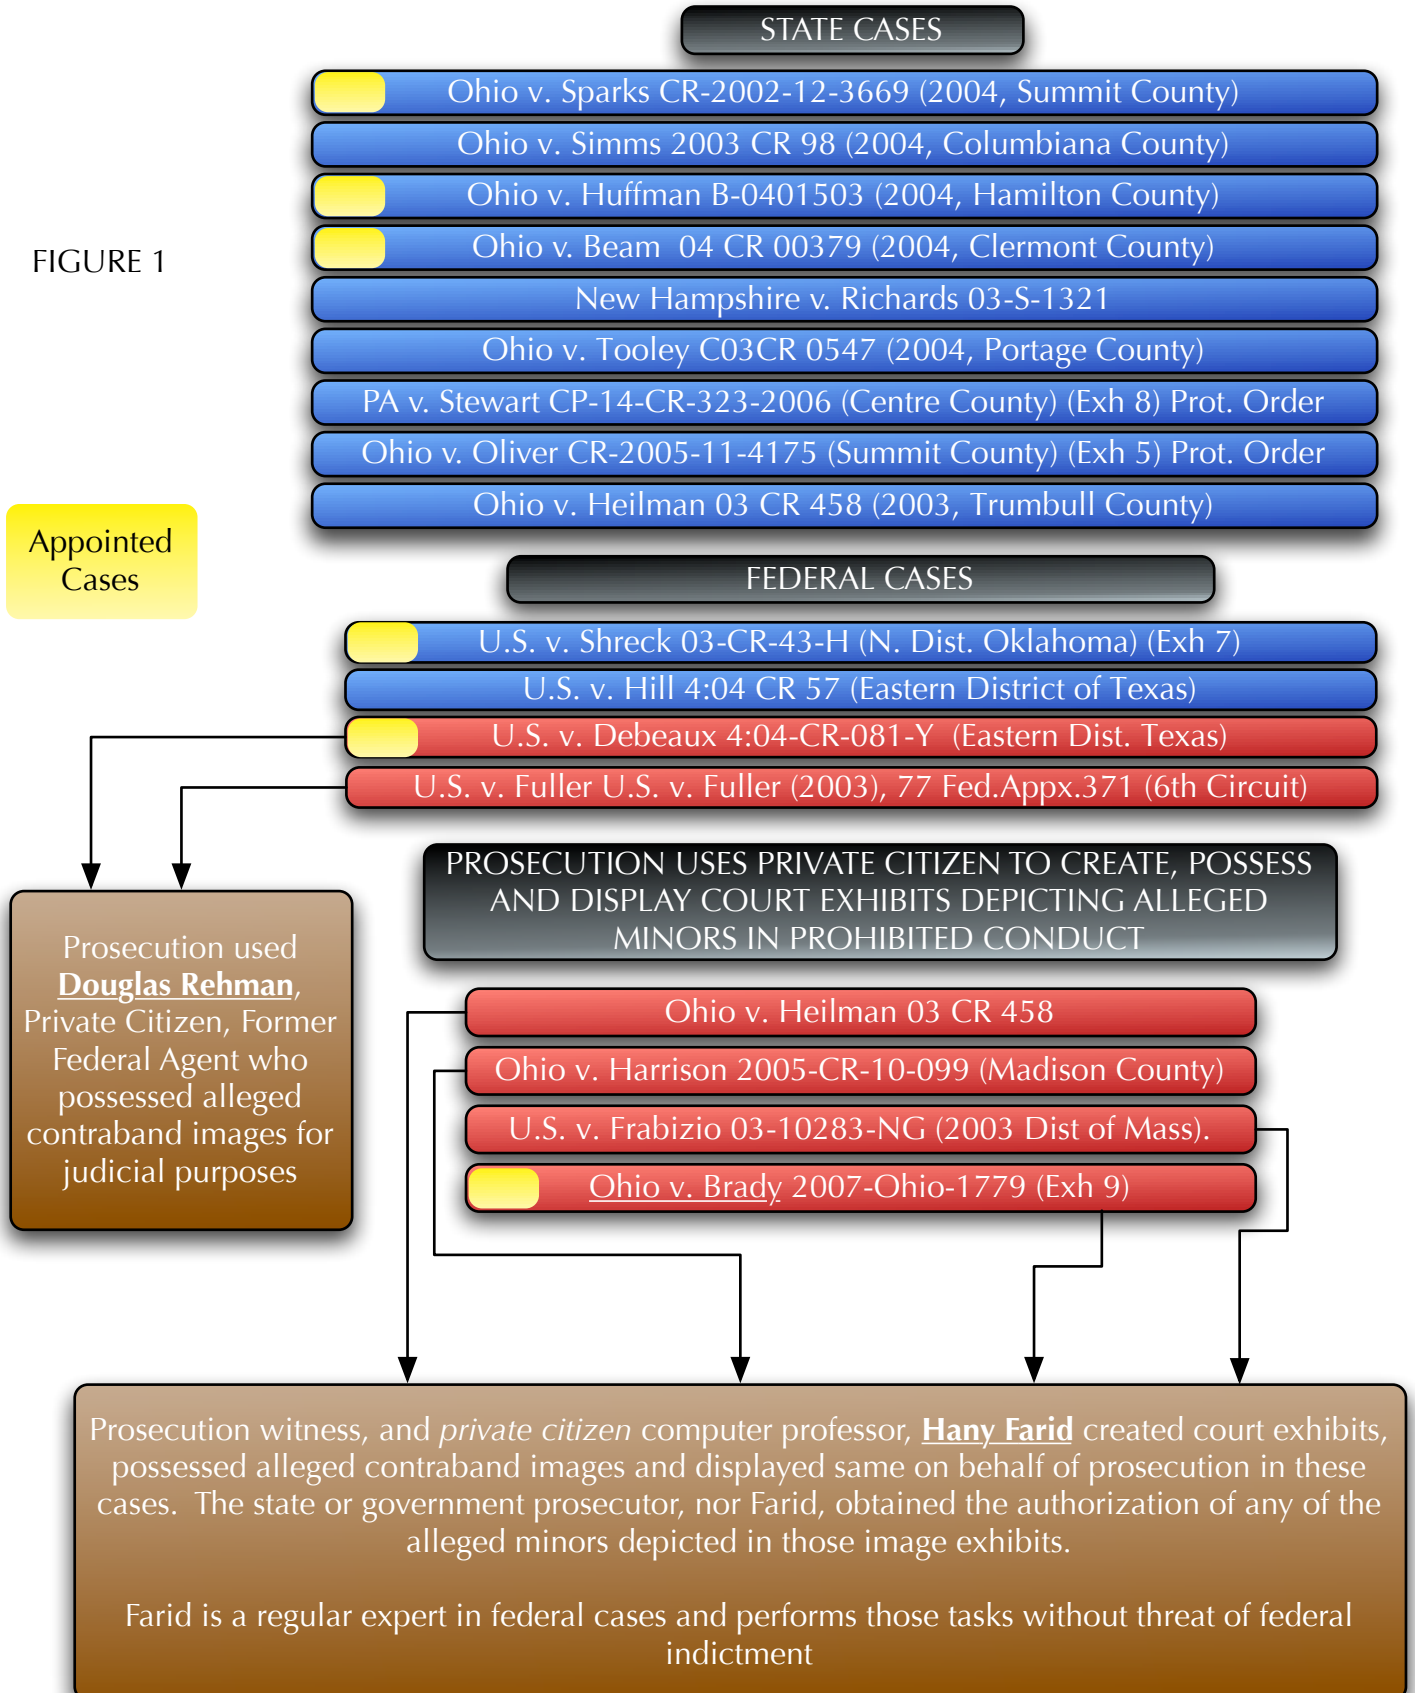 STATE CASES
Ohio v. Sparks CR-2002-12-3669 (2004, Summit County)
Ohio v. Simms 2003 CR 98 (2004, Columbiana County)
Ohio v. Huffman B-0401503 (2004, Hamilton County)
Ohio v. Beam  04 CR 00379 (2004, Clermont County)
FIGURE 1
New Hampshire v. Richards 03-S-1321
Ohio v. Tooley C03CR 0547 (2004, Portage County)
PA v. Stewart CP-14-CR-323-2006 (Centre County) (Exh 8) Prot. Order
Ohio v. Oliver CR-2005-11-4175 (Summit County) (Exh 5) Prot. Order
Ohio v. Heilman 03 CR 458 (2003, Trumbull County)
Appointed
Cases
FEDERAL CASES
U.S. v. Shreck 03-CR-43-H (N. Dist. Oklahoma) (Exh 7)
U.S. v. Hill 4:04 CR 57 (Eastern District of Texas)
U.S. v. Debeaux 4:04-CR-081-Y  (Eastern Dist. Texas)
U.S. v. Fuller U.S. v. Fuller (2003), 77 Fed.Appx.371 (6th Circuit)
PROSECUTION USES PRIVATE CITIZEN TO CREATE, POSSESS
AND DISPLAY COURT EXHIBITS DEPICTING ALLEGED
MINORS IN PROHIBITED CONDUCT
Prosecution used
Douglas Rehman,
Private Citizen, Former
Federal Agent who
possessed alleged
contraband images for
judicial purposes
Ohio v. Heilman 03 CR 458
Ohio v. Harrison 2005-CR-10-099 (Madison County)
U.S. v. Frabizio 03-10283-NG (2003 Dist of Mass).
Ohio v. Brady 2007-Ohio-1779 (Exh 9)
Prosecution witness, and private citizen computer professor, Hany Farid created court exhibits,
possessed alleged contraband images and displayed same on behalf of prosecution in these
cases.  The state or government prosecutor, nor Farid, obtained the authorization of any of the
alleged minors depicted in those image exhibits.
Farid is a regular expert in federal cases and performs those tasks without threat of federal
indictment